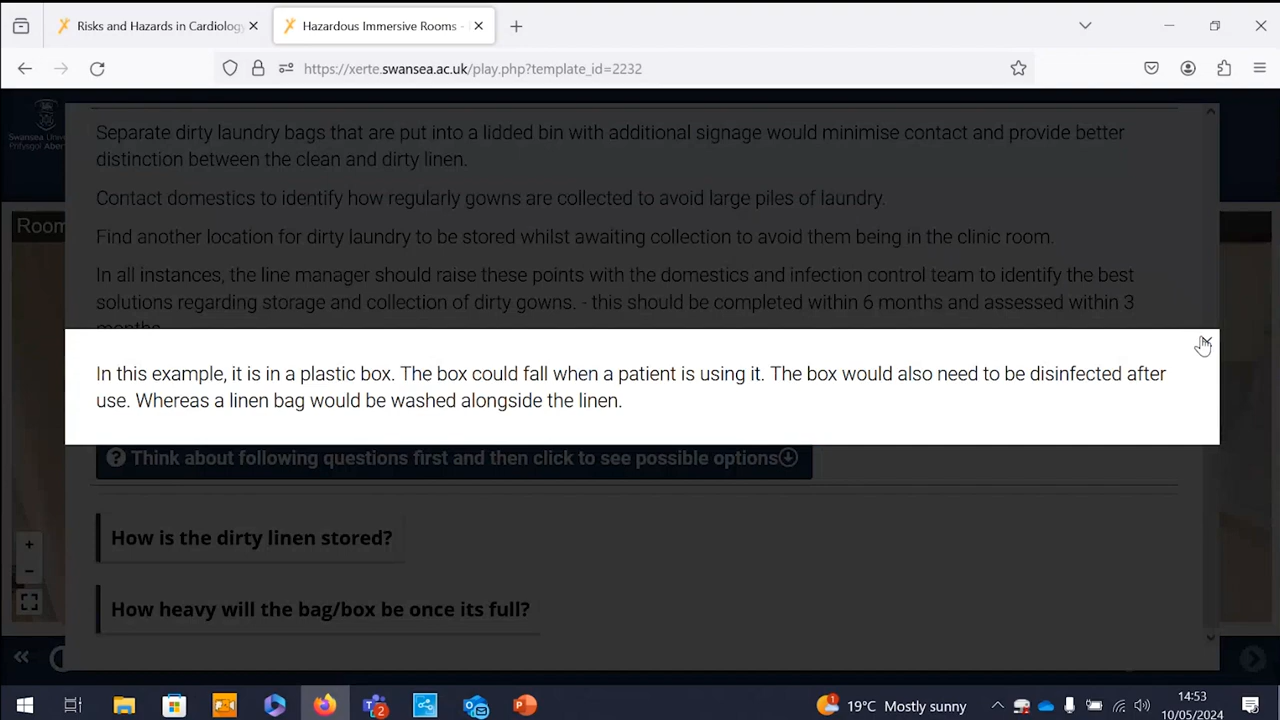 Risks and Hazards in Cardiology
Hazardous Immersive Rooms -
https://xerte.swansea.ac.uk/play.php?template_id=2232
Swansea
Prifysgol
Room
Separate dirty laundry bags that are put into a lidded bin with additional signage would minimise contact and provide better
distinction between the clean and dirty linen.
Contact domestics to identify how regularly gowns are collected to avoid large piles of laundry.
Find another location for dirty laundry to be stored whilst awaiting collection to avoid them being in the clinic room.
In all instances, the line manager should raise these points with the domestics and infection control team to identify the best
solutions regarding storage and collection of dirty gowns. - this should be completed within 6 months and assessed within 3
months.
In this example, it is in a plastic box. The box could fall when a patient is using it. The box would also need to be disinfected after
use. Whereas a linen bag would be washed alongside the linen.
Think about following questions first and then click to see possible options
How is the dirty linen stored?
How heavy will the bag/box be once its full?
19°C Mostly sunny
14:53
10/05/2024